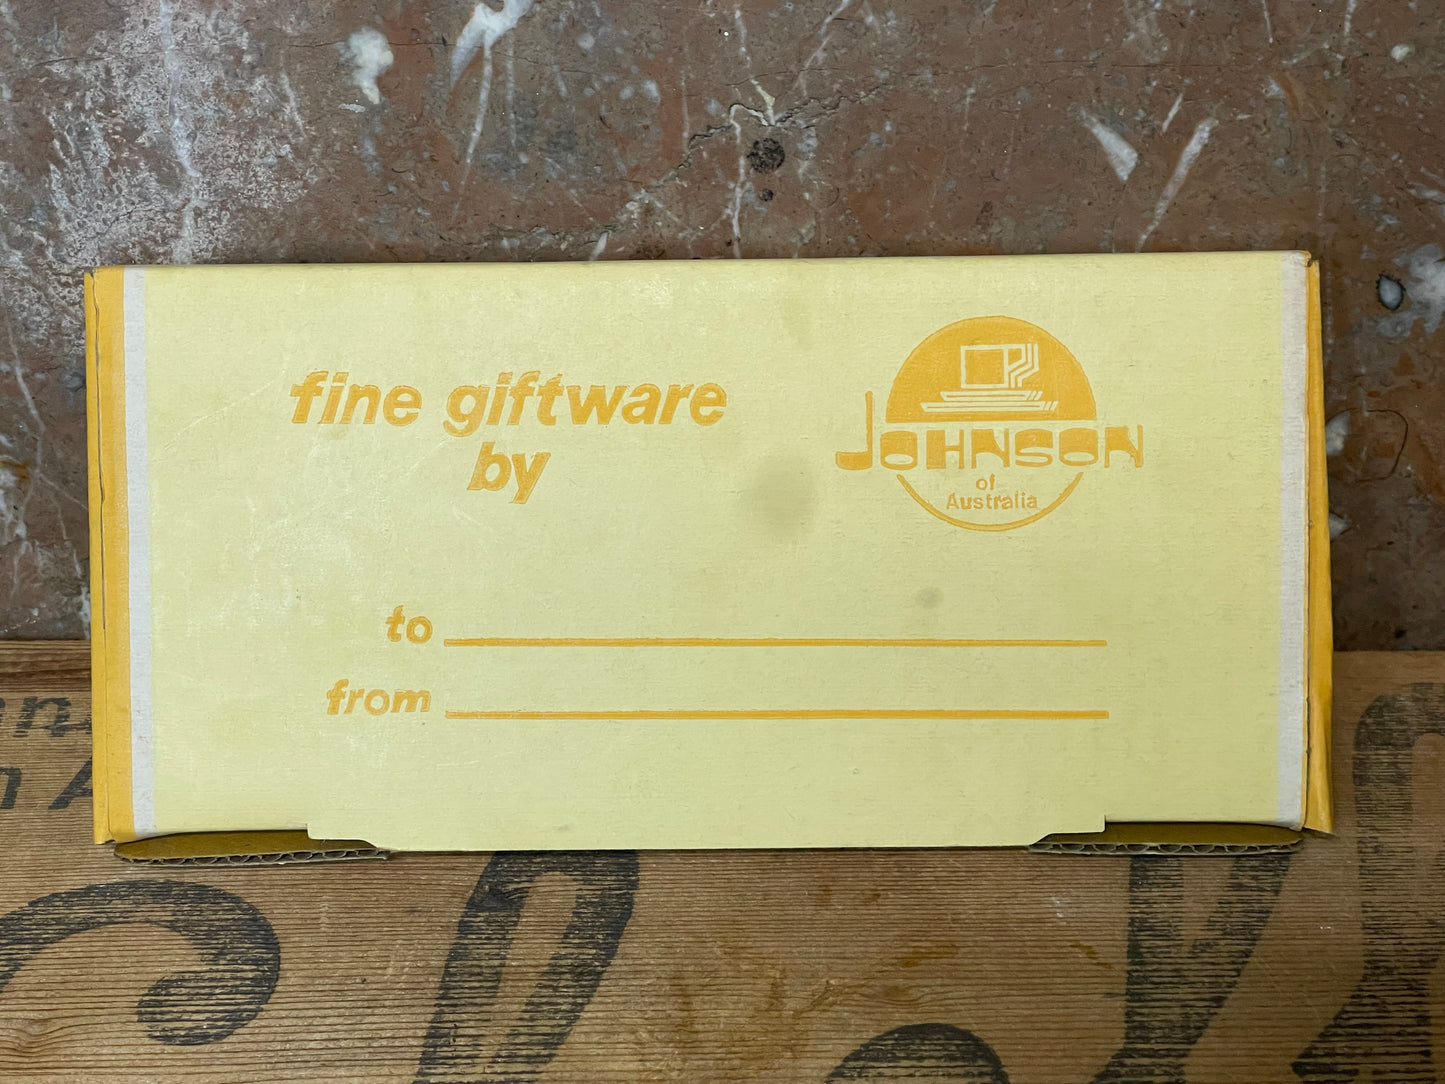 fine giftware
by
JOHNSON
of
Australia
to
from